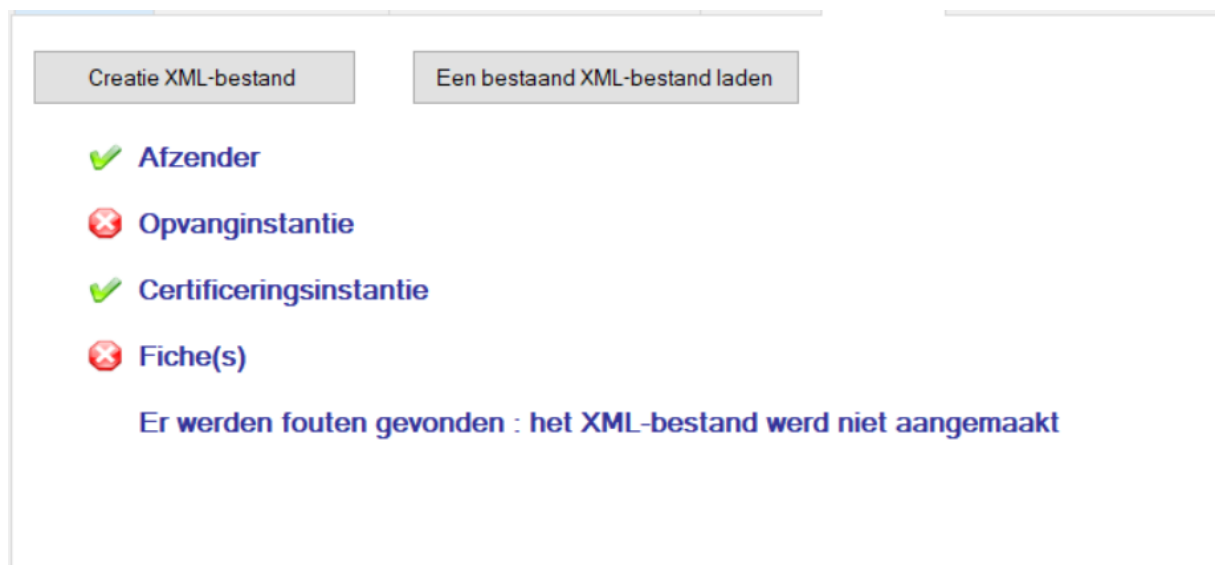 Creatie XML-bestand Een bestaand XML-bestand laden
Afzender
Opvanginstantie
Certificeringsinstantie
Fiche(s)
Er werden fouten gevonden : het XML-bestand werd niet aangemaakt